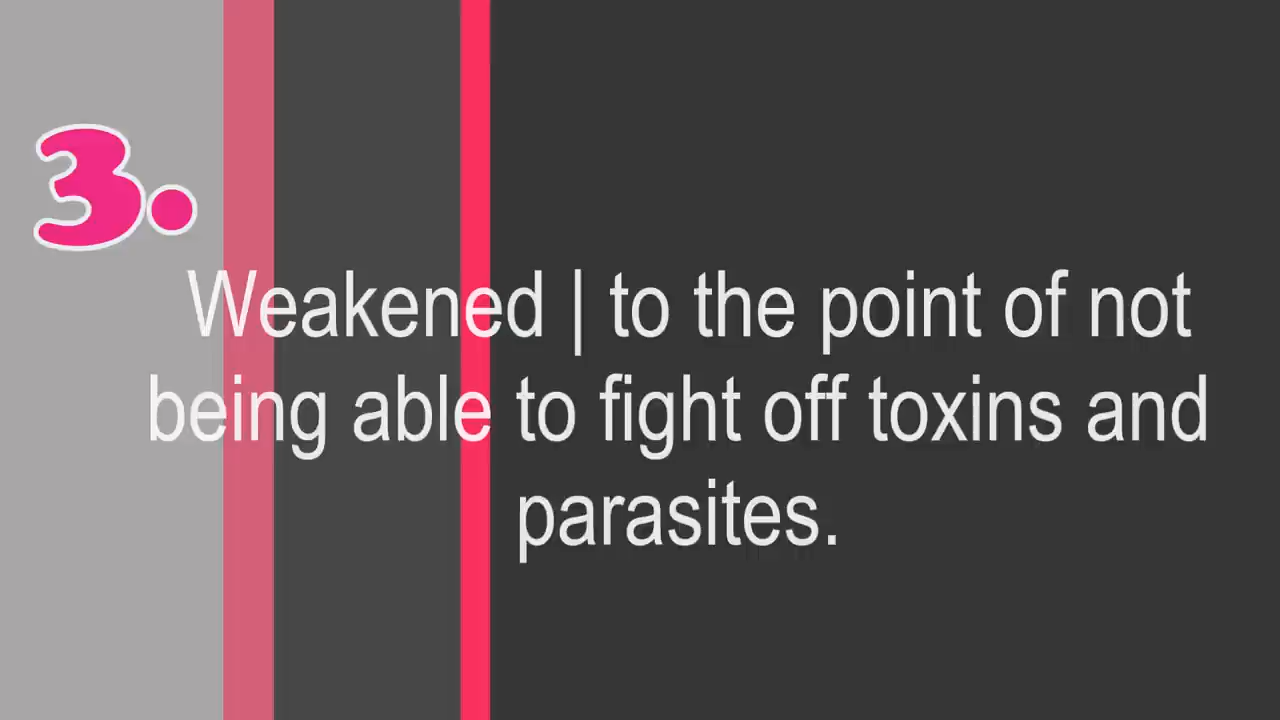 3.
Weakened | to the point of not
being able to fight off toxins and
parasites.